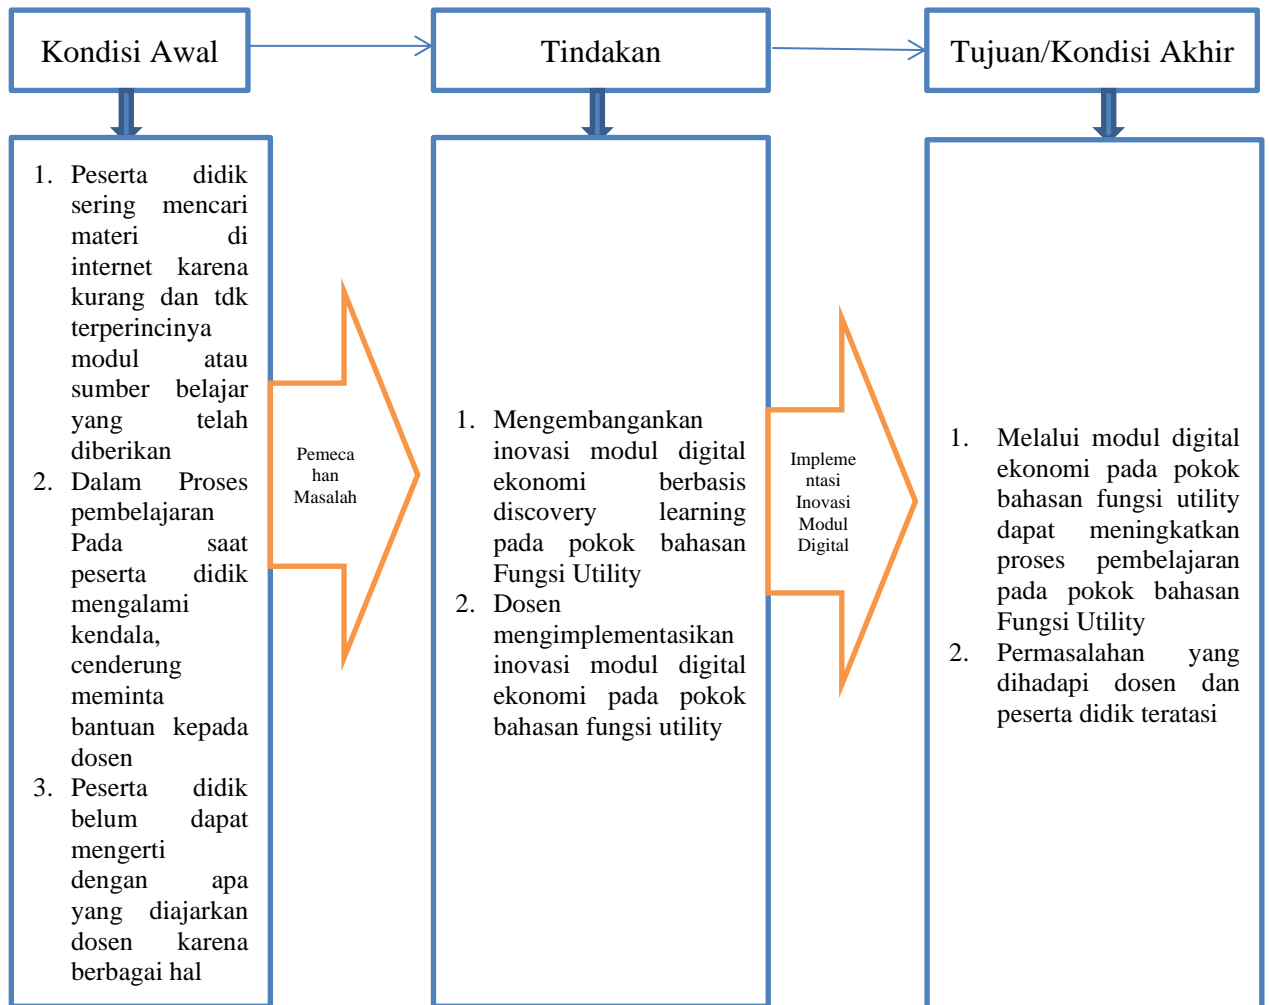 Kondisi Awal
Tindakan
Tujuan/Kondisi Akhir
1. Peserta didik
sering mencari
materi di
internet karena
kurang dan tdk
terperincinya
modul atau
sumber belajar
yang telah
diberikan
2. Dalam Proses
pembelajaran
Pada saat
peserta didik
mengalami
kendala,
cenderung
meminta
bantuan kepada
dosen
3. Peserta didik
belum dapat
mengerti
dengan apa
yang diajarkan
dosen karena
berbagai hal
Pemeca
han
Masalah
1. Mengembangankan
inovasi modul digital
ekonomi berbasis
discovery learning
pada pokok bahasan
Fungsi Utility
2. Dosen
mengimplementasikan
inovasi modul digital
ekonomi pada pokok
bahasan fungsi utility
Impleme
ntasi
Inovasi
Modul
Digital
1. Melalui modul digital
ekonomi pada pokok
bahasan fungsi utility
dapat meningkatkan
proses pembelajaran
pada pokok bahasan
Fungsi Utility
2. Permasalahan yang
dihadapi dosen dan
peserta didik teratasi